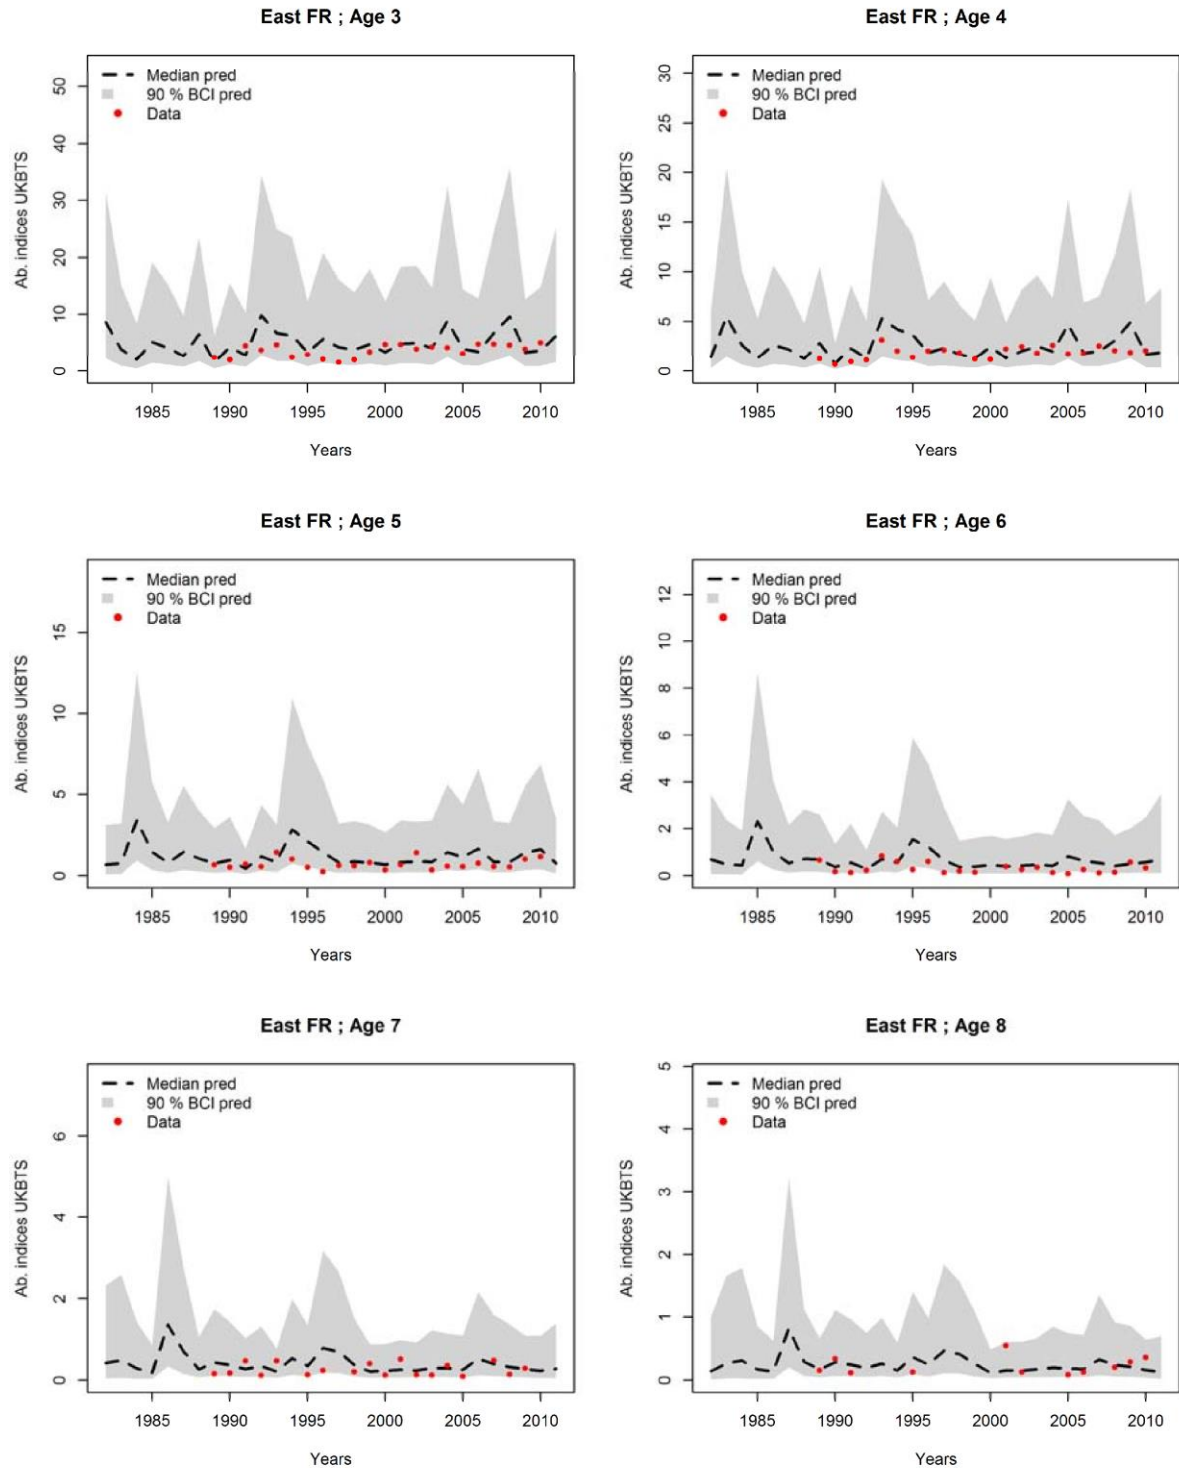 East FR ; Age 3
Median pred
90 % BCI pred
Data
Ab. indices UKBTS
50
40
30
20
10
0
1985 1990 1995 2000 2005 2010
Years
East FR ; Age 4
Median pred
90 % BCI pred
Data
Ab. indices UKBTS
30
25
20
15
10
5
0
1985 1990 1995 2000 2005 2010
Years
East FR ; Age 5
Median pred
90 % BCI pred
Data
Ab. indices UKBTS
15
10
5
0
1985 1990 1995 2000 2005 2010
Years
East FR ; Age 6
Median pred
90 % BCI pred
Data
Ab. indices UKBTS
12
10
8
6
4
2
0
1985 1990 1995 2000 2005 2010
Years
East FR ; Age 7
Median pred
90 % BCI pred
Data
Ab. indices UKBTS
6
4
2
0
1985 1990 1995 2000 2005 2010
Years
East FR ; Age 8
Median pred
90 % BCI pred
Data
Ab. indices UKBTS
5
4
3
2
1
0
1985 1990 1995 2000 2005 2010
Years